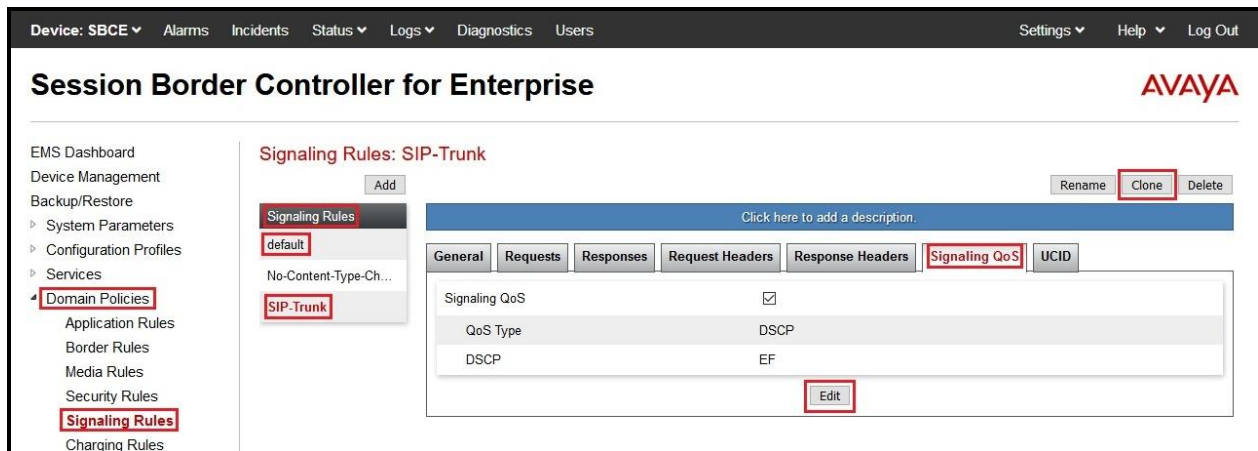 Device: SBCE Alarms Incidents Status Logs Diagnostics Users Settings Help Log Out
Session Border Controller for Enterprise
AVAYA
EMS Dashboard
Device Management
Backup/Restore
System Parameters
Configuration Profiles
Services
Domain Policies
Application Rules
Border Rules
Media Rules
Security Rules
Signaling Rules
Charging Rules
Signaling Rules: SIP-Trunk
Add
Rename Clone Delete
Signaling Rules
default
No-Content-Type-Ch...
SIP-Trunk
Click here to add a description.
General Requests Responses Request Headers Response Headers Signaling QoS UCID
Signaling QoS
QoS Type DSCP
DSCP EF
Edit